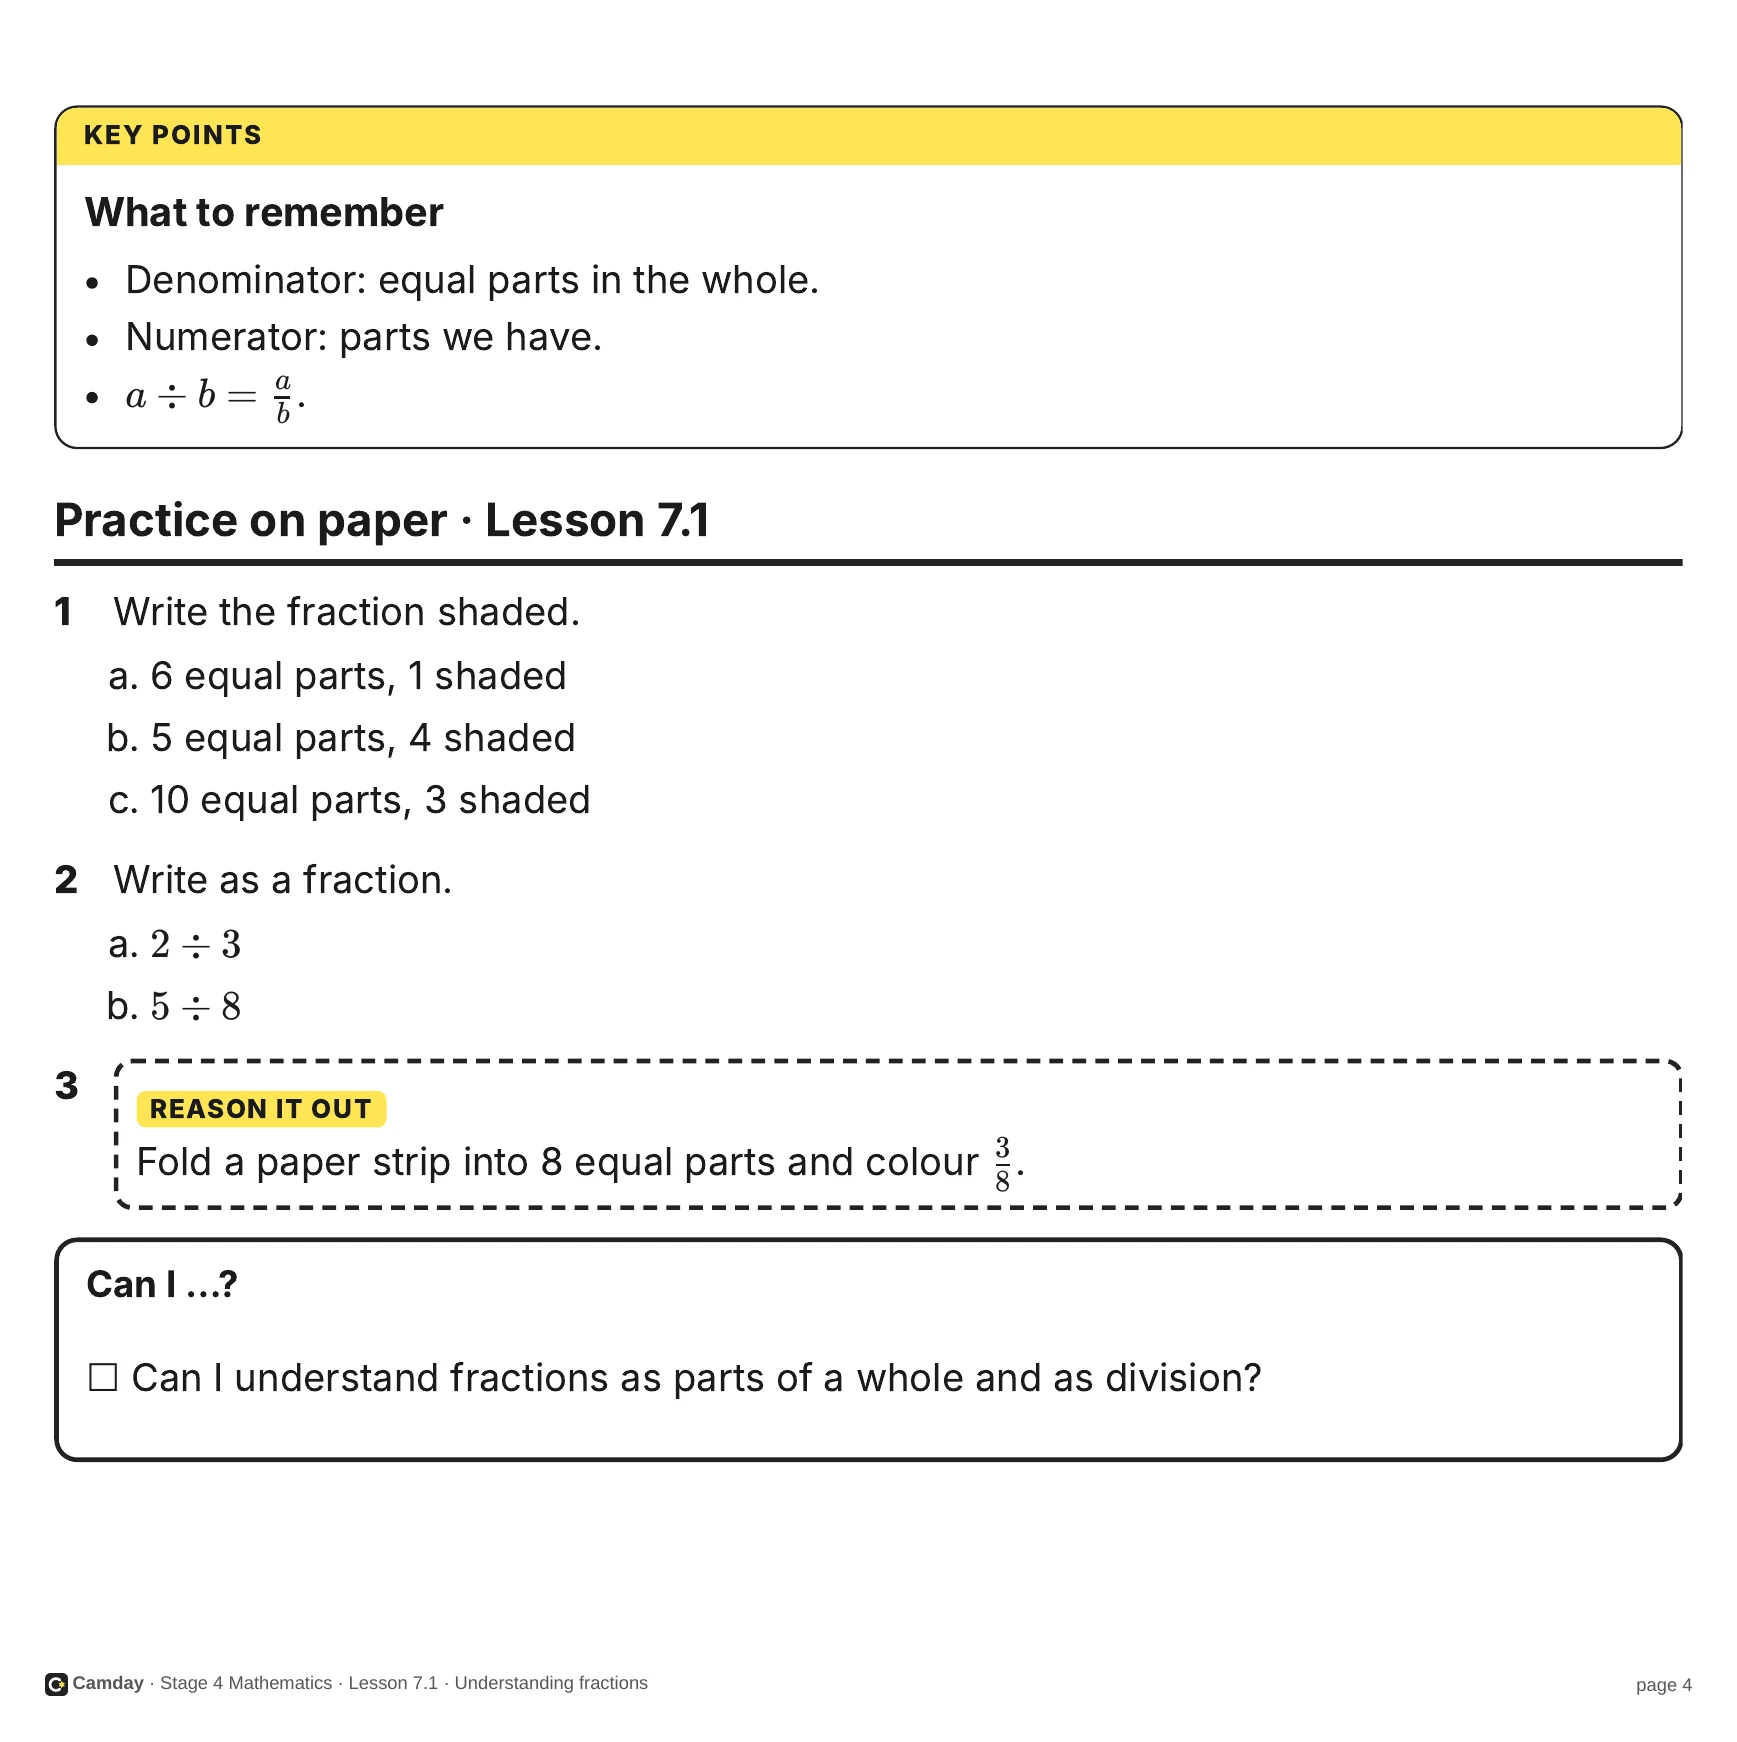 KEY POINTS
What to remember
• Denominator: equal parts in the whole.
• Numerator: parts we have.
• a ÷ b = a/b.
Practice on paper · Lesson 7.1
1 Write the fraction shaded.
a. 6 equal parts, 1 shaded
b. 5 equal parts, 4 shaded
c. 10 equal parts, 3 shaded
2 Write as a fraction.
a. 2 ÷ 3
b. 5 ÷ 8
3 REASON IT OUT
Fold a paper strip into 8 equal parts and colour 3/8.
Can I …?
☐ Can I understand fractions as parts of a whole and as division?
Camday · Stage 4 Mathematics · Lesson 7.1 · Understanding fractions
page 4